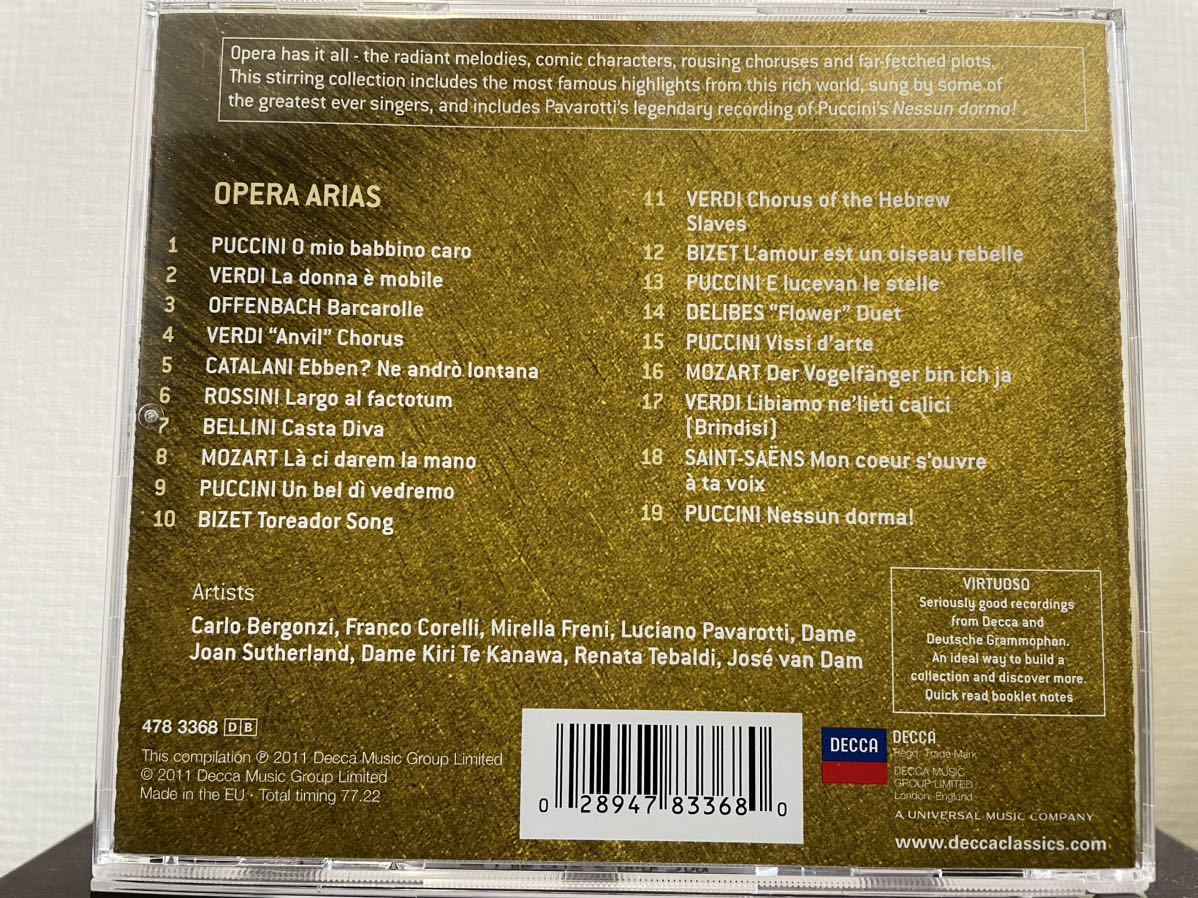 Opera has it all - the radiant melodies, comic characters, rousing choruses and far-fetched plots.
This stirring collection includes the most famous highlights from this rich world, sung by some of
the greatest ever singers, and includes Pavarotti's legendary recording of Puccini's Nessun dorma!
OPERA ARIAS
1 PUCCINI O mio babbino caro
2 VERDI La donna è mobile
3 OFFENBACH Barcarolle
4 VERDI "Anvil" Chorus
5 CATALANI Ebben? Ne andrò lontana
6 ROSSINI Largo al factotum
7 BELLINI Casta Diva
8 MOZART Là ci darem la mano
9 PUCCINI Un bel dì vedremo
10 BIZET Toreador Song
11 VERDI Chorus of the Hebrew
Slaves
12 BIZET L'amour est un oiseau rebelle
13 PUCCINI E lucevan le stelle
14 DELIBES "Flower" Duet
15 PUCCINI Vissi d'arte
16 MOZART Der Vogelfänger bin ich ja
17 VERDI Libiamo ne'lieti calici
(Brindisi)
18 SAINT-SAËNS Mon coeur s'ouvre
à ta voix
19 PUCCINI Nessun dorma!
Artists
Carlo Bergonzi, Franco Corelli, Mirella Freni, Luciano Pavarotti, Dame
Joan Sutherland, Dame Kiri Te Kanawa, Renata Tebaldi, José van Dam
VIRTUOSO
Seriously good recordings
from Decca and
Deutsche Grammophon.
An ideal way to build a
collection and discover more.
Quick read booklet notes
478 3368 DB
This compilation ℗ 2011 Decca Music Group Limited
© 2011 Decca Music Group Limited
Made in the EU · Total timing 77.22
0 28947 83368 0
DECCA
DECCA
Regd. Trade Mark
DECCA MUSIC
GROUP LIMITED
London, England
A UNIVERSAL MUSIC COMPANY
www.deccaclassics.com